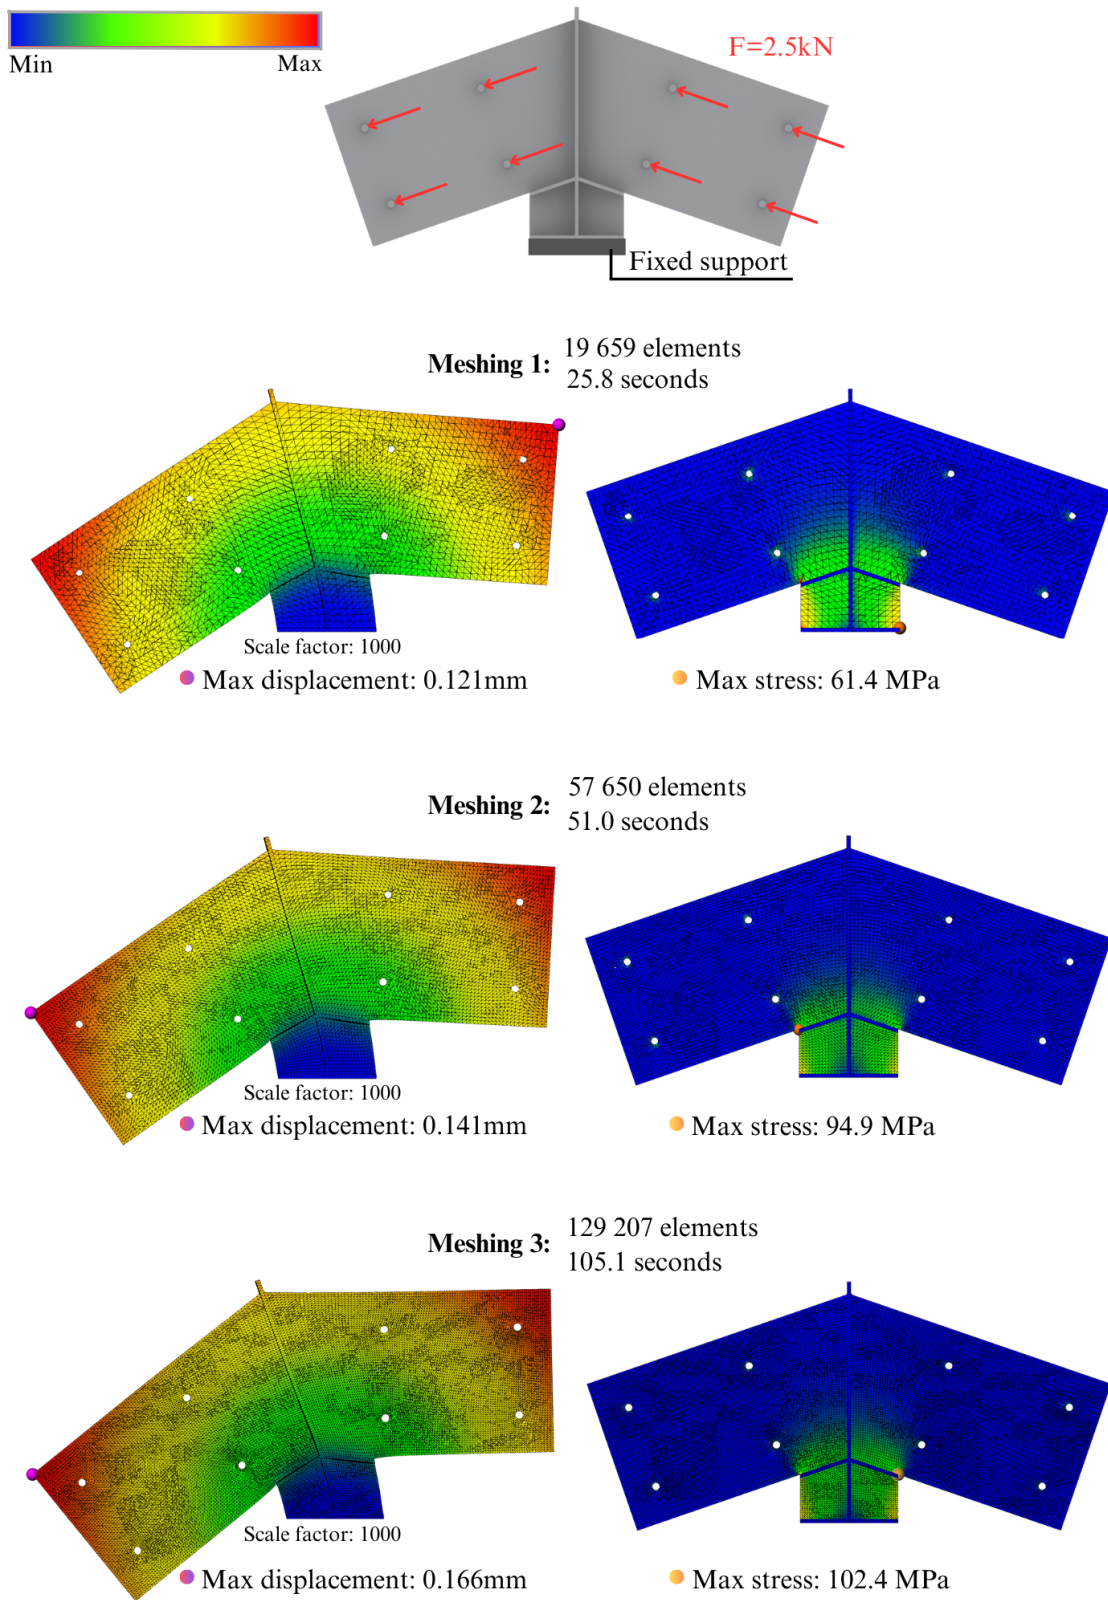 Min
Max
F=2.5kN
Fixed support
Meshing 1:
19 659 elements
25.8 seconds
Scale factor: 1000
Max displacement: 0.121mm
Max stress: 61.4 MPa
Meshing 2:
57 650 elements
51.0 seconds
Scale factor: 1000
Max displacement: 0.141mm
Max stress: 94.9 MPa
Meshing 3:
129 207 elements
105.1 seconds
Scale factor: 1000
Max displacement: 0.166mm
Max stress: 102.4 MPa